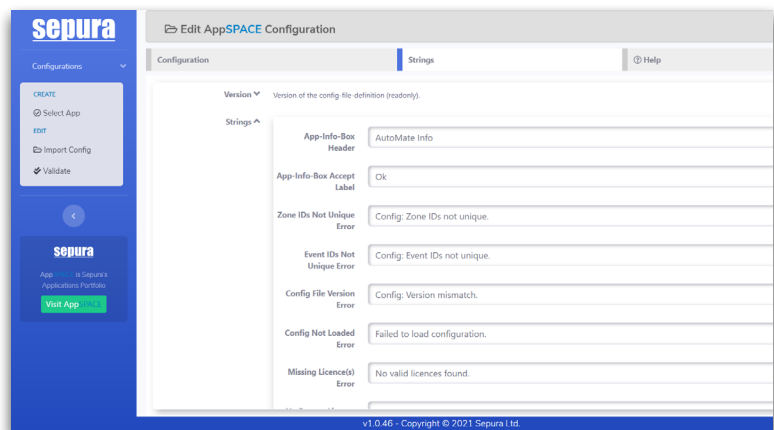 sepura
Edit AppSPACE Configuration
Configurations
CREATE
Select App
EDIT
Import Config
Validate
sepura
App SPACE is Sepura's
Applications Portfolio
Visit AppSPACE
Configuration
Strings
Help
Version
Version of the config-file-definition (readonly).
Strings
App-Info-Box
Header
AutoMate Info
App-Info-Box Accept
Label
Ok
Zone IDs Not Unique
Error
Config: Zone IDs not unique.
Event IDs Not
Unique Error
Config: Event IDs not unique.
Config File Version
Error
Config: Version mismatch.
Config Not Loaded
Error
Failed to load configuration.
Missing Licence(s)
Error
No valid licences found.
v1.0.46 - Copyright © 2021 Sepura Ltd.